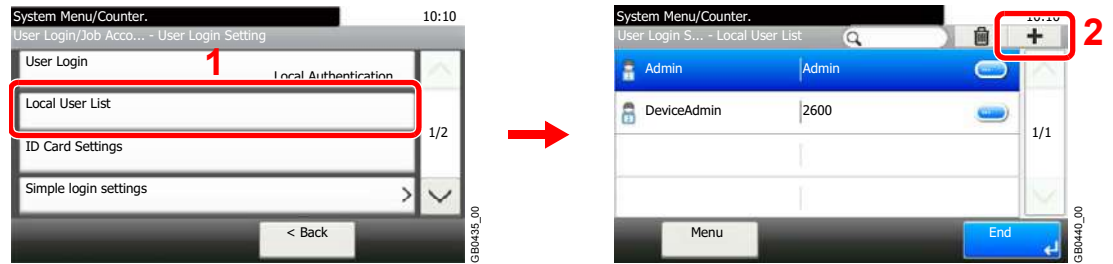 System Menu/Counter.
10:10
User Login/Job Acco... - User Login Setting
User Login
1
Local Authentication
Local User List
ID Card Settings
1/2
Simple login settings
>
< Back
GB0435_00
System Menu/Counter.
10:10
User Login S... - Local User List
+
2
Admin
Admin
DeviceAdmin
2600
1/1
Menu
End
GB0440_00